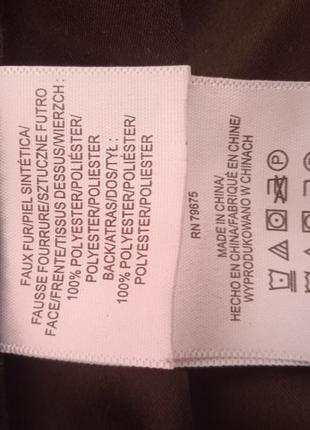 FAUX FUR/PIEL SINTÉTICA/
FAUSSE FOURRURE/SZTUCZNE FUTRO
FACE/FRENTE/TISSUS DESSUS/WIERZCH :
100% POLYESTER/POLIÉSTER/
POLYESTER/POLIESTER
BACK/ATRAS/DOS/TYŁ :
100% POLYESTER/POLIÉSTER/
POLYESTER/POLIESTER
RN 79675
MADE IN CHINA/
HECHO EN CHINA/FABRIQUÉ EN CHINE/
WYPRODUKOWANO W CHINACH
P